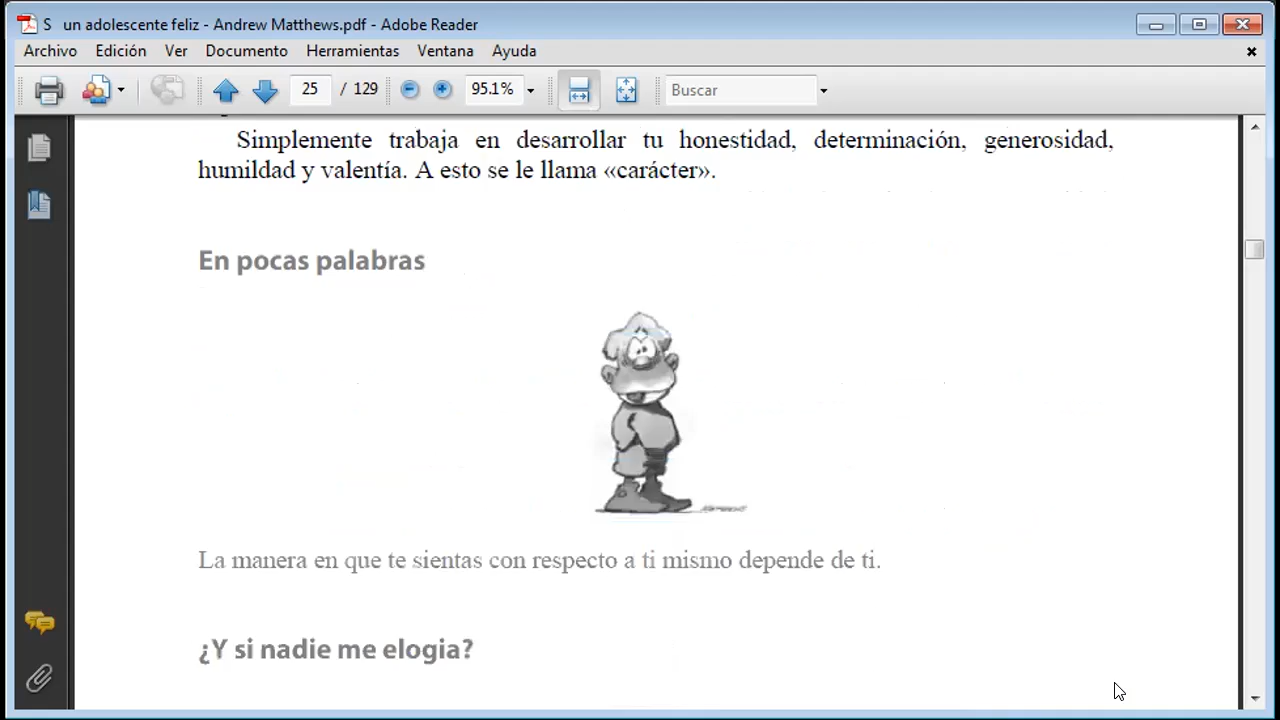 S un adolescente feliz - Andrew Matthews.pdf - Adobe Reader
Archivo Edición Ver Documento Herramientas Ventana Ayuda
25 / 129 95.1% Buscar
Simplemente trabaja en desarrollar tu honestidad, determinación, generosidad,
humildad y valentía. A esto se le llama «carácter».
En pocas palabras
La manera en que te sientas con respecto a ti mismo depende de ti.
¿Y si nadie me elogia?